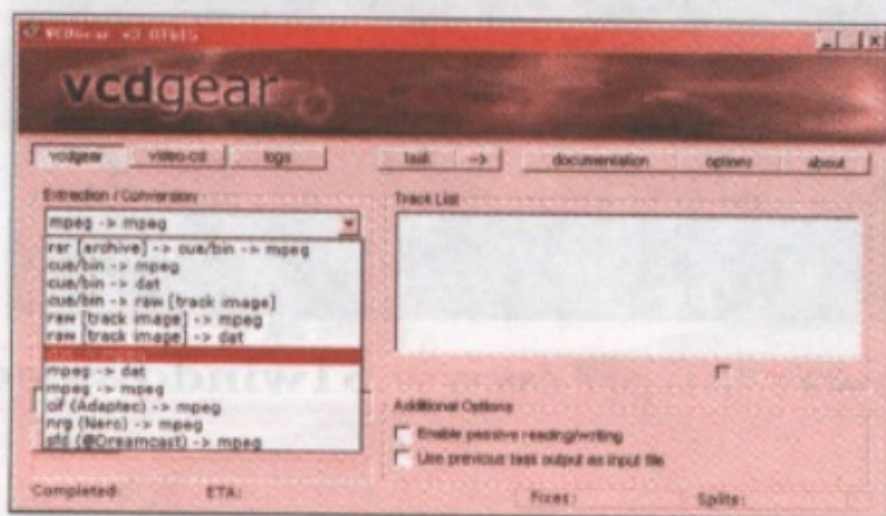 vcdgear
vcdgear video-cd logs task -> documentation options about
Extraction / Conversion
Track List
mpeg -> mpeg
rar [archive] -> cue/bin -> mpeg
cue/bin -> mpeg
cue/bin -> dat
cue/bin -> raw [track image]
raw [track image] -> mpeg
raw [track image] -> dat
mpeg -> dat
mpeg -> mpeg
cif (Adaptec) -> mpeg
nrg (Nero) -> mpeg
sfd (@Dreamcast) -> mpeg
Additional Options
Enable passive reading/writing
Use previous task output as input file
Completed: ETA: Fixes: Splits: